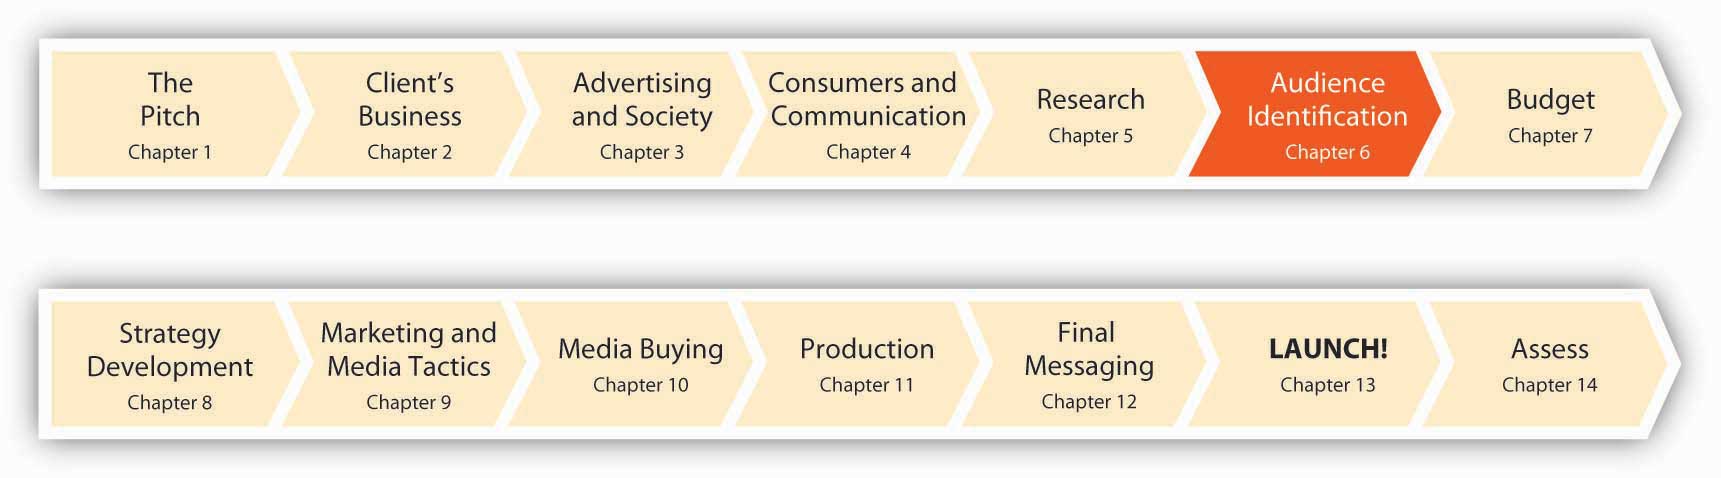 The
Pitch
Chapter 1
Client's
Business
Chapter 2
Advertising
and Society
Chapter 3
Consumers and
Communication
Chapter 4
Research
Chapter 5
Audience
Identification
Chapter 6
Budget
Chapter 7
Strategy
Development
Chapter 8
Marketing and
Media Tactics
Chapter 9
Media Buying
Chapter 10
Production
Chapter 11
Final
Messaging
Chapter 12
LAUNCH!
Chapter 13
Assess
Chapter 14